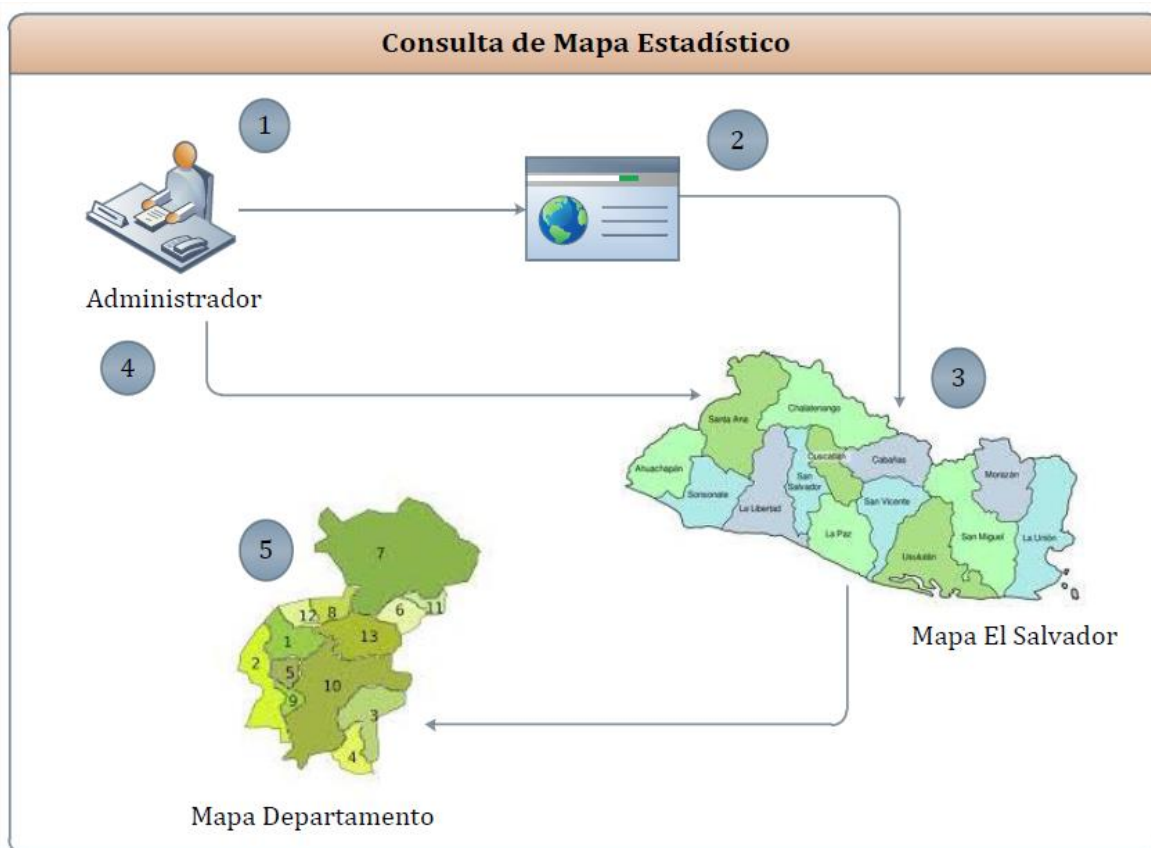 Consulta de Mapa Estadístico
1
2
Administrador
4
3
Chalatenango
Santa Ana
Cuscatlán
Cabañas
Ahuachapán
San
Salvador
Morazán
Sonsonate
San Vicente
La Libertad
La Paz
San Miguel
La Unión
Usulután
5
7
12
8
6
11
1
13
2
5
10
9
3
4
Mapa El Salvador
Mapa Departamento